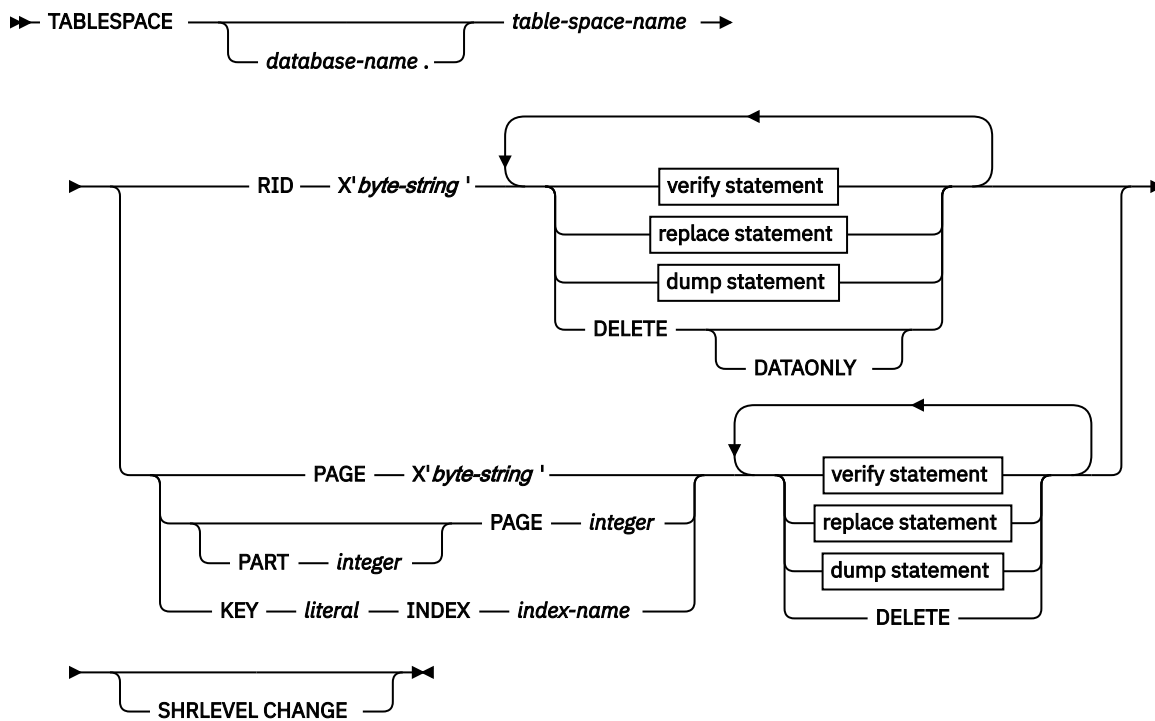 TABLESPACE table-space-name
database-name .
RID X'byte-string ' verify statement
replace statement
dump statement
DELETE
DATAONLY
PAGE X'byte-string ' verify statement
PAGE integer replace statement
PART integer dump statement
KEY literal INDEX index-name DELETE
SHRLEVEL CHANGE